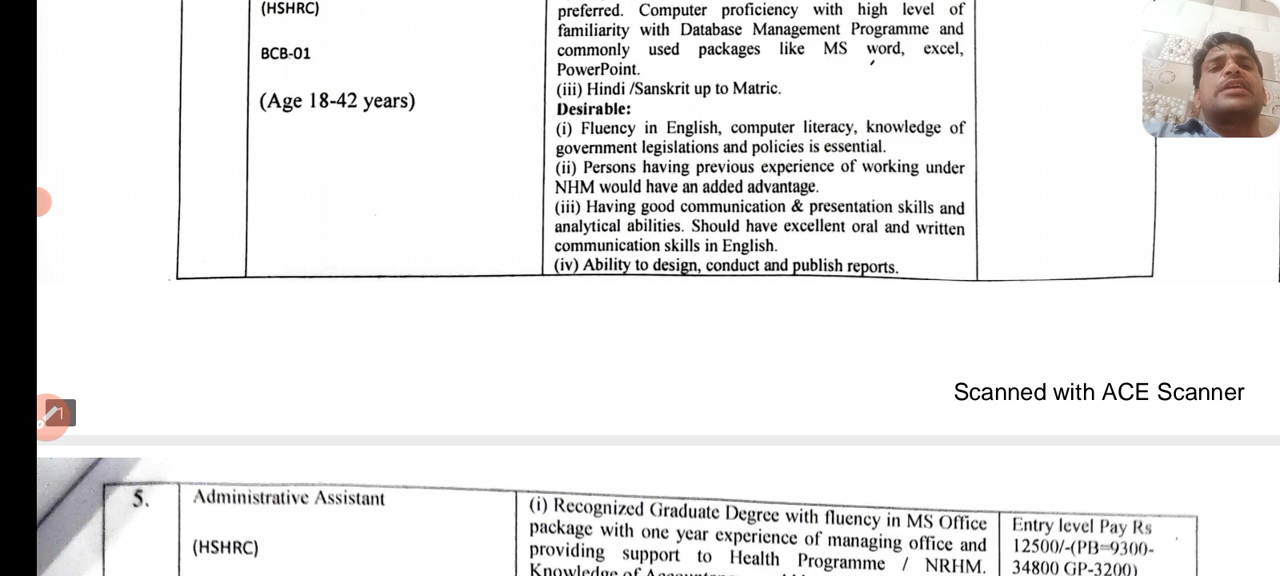 (HSHRC)
BCB-01
(Age 18-42 years)
preferred. Computer proficiency with high level of
familiarity with Database Management Programme and
commonly used packages like MS word, excel,
PowerPoint.
(iii) Hindi /Sanskrit up to Matric.
Desirable:
(i) Fluency in English, computer literacy, knowledge of
government legislations and policies is essential.
(ii) Persons having previous experience of working under
NHM would have an added advantage.
(iii) Having good communication & presentation skills and
analytical abilities. Should have excellent oral and written
communication skills in English.
(iv) Ability to design, conduct and publish reports.
Scanned with ACE Scanner
5.
Administrative Assistant
(HSHRC)
(i) Recognized Graduate Degree with fluency in MS Office
package with one year experience of managing office and
providing support to Health Programme / NRHM.
Knowledge of
Entry level Pay Rs
12500/-(PB=9300-
34800 GP-3200)